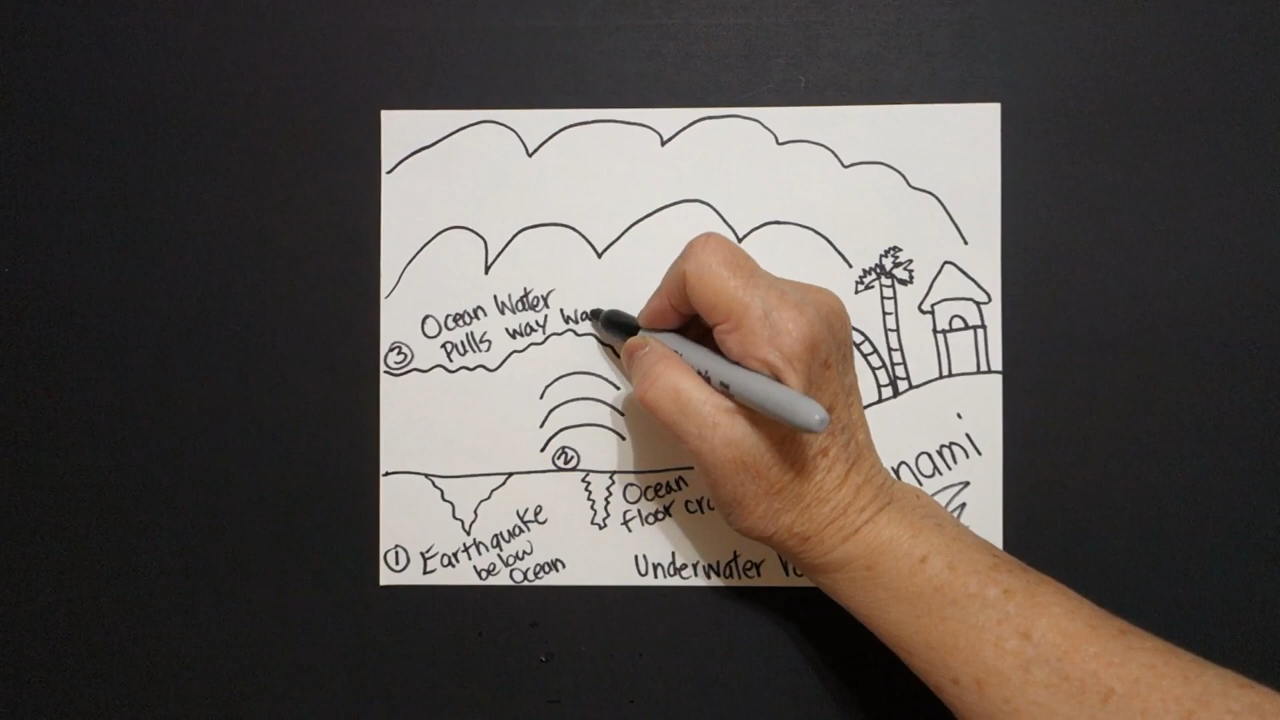 Ocean Water
③ pulls way wa
②
Ocean
floor cr
nami
① Earthquake
below
Ocean
Underwater V